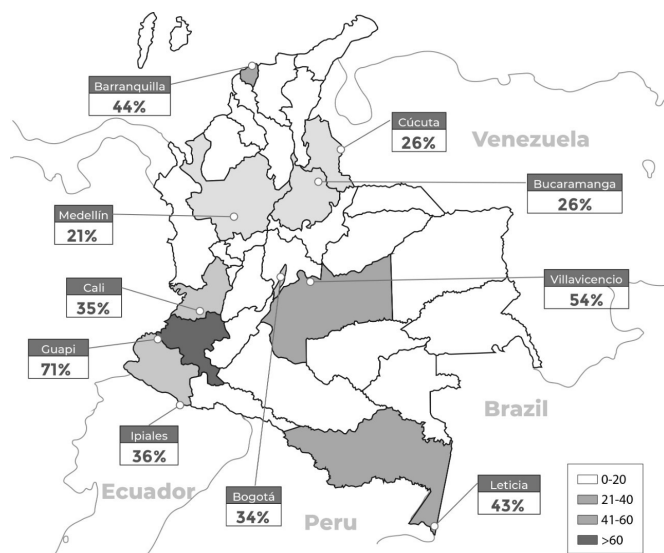 Barranquilla
44%
Cúcuta
26%
Venezuela
Bucaramanga
26%
Medellín
21%
Villavicencio
54%
Cali
35%
Guapi
71%
Brazil
Ipiales
36%
Ecuador
Bogotá
34%
Peru
Leticia
43%
0-20
21-40
41-60
>60